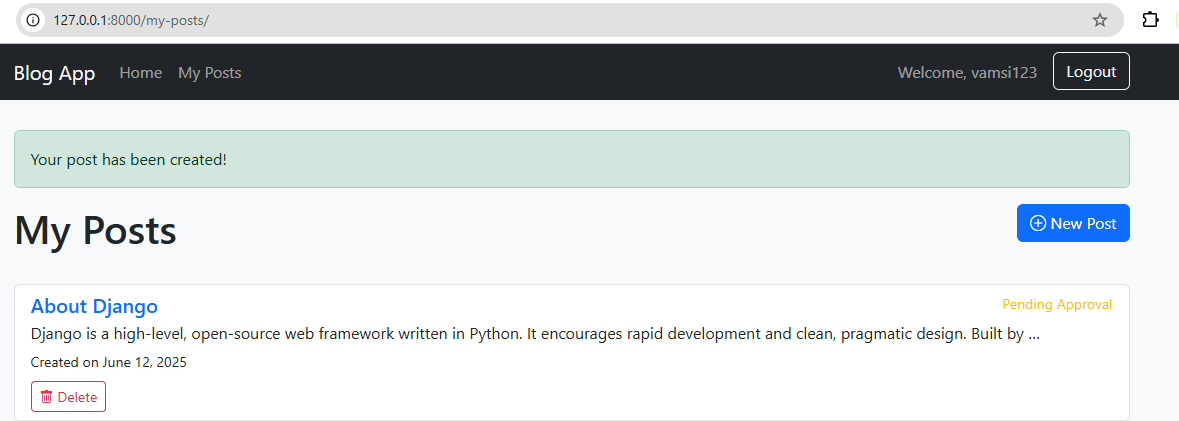 127.0.0.1:8000/my-posts/
Blog App Home My Posts Welcome, vamsi123 Logout
Your post has been created!
My Posts New Post
About Django Pending Approval
Django is a high-level, open-source web framework written in Python. It encourages rapid development and clean, pragmatic design. Built by ...
Created on June 12, 2025
Delete